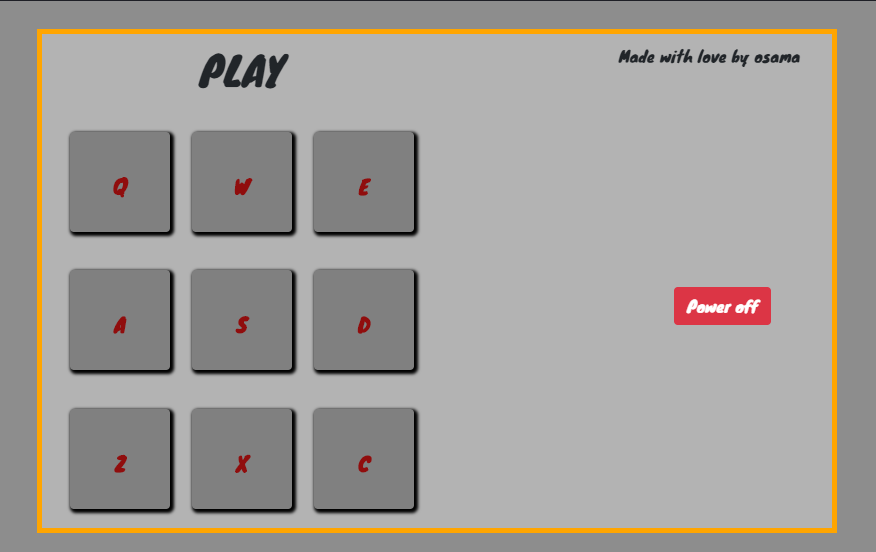 PLAY
Made with love by osama
Q W E
A S D
Power off
Z X C